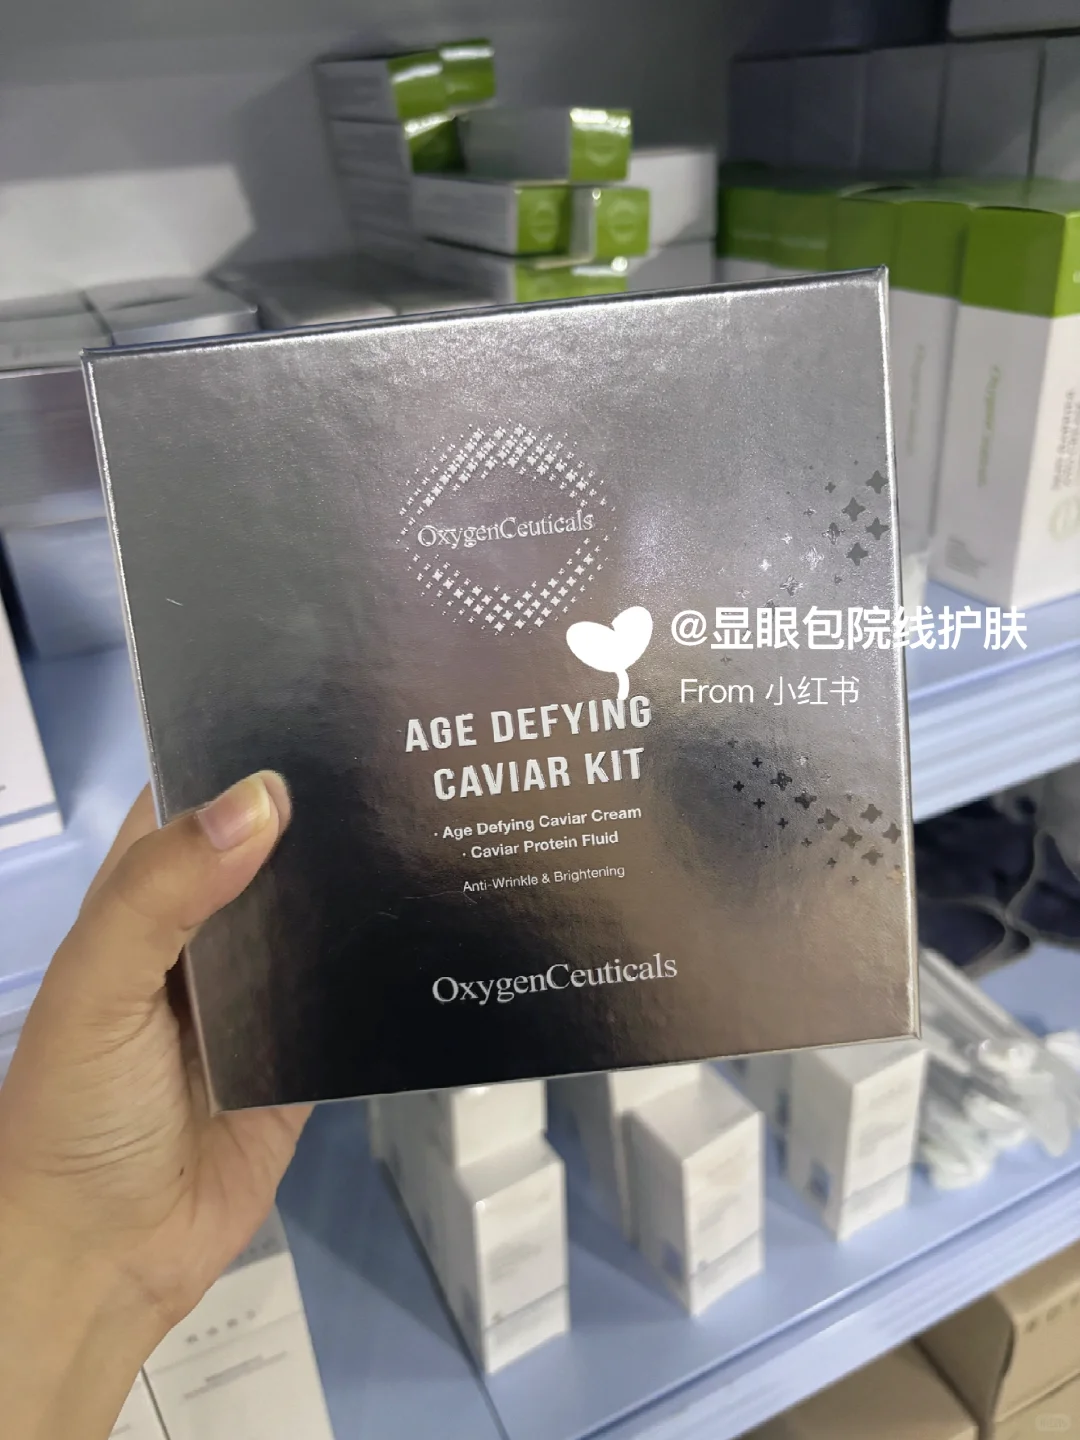 OxygenCeuticals
@显眼包院线护肤
From 小红书
AGE DEFYING
CAVIAR KIT
· Age Defying Caviar Cream
· Caviar Protein Fluid
Anti-Wrinkle & Brightening
OxygenCeuticals